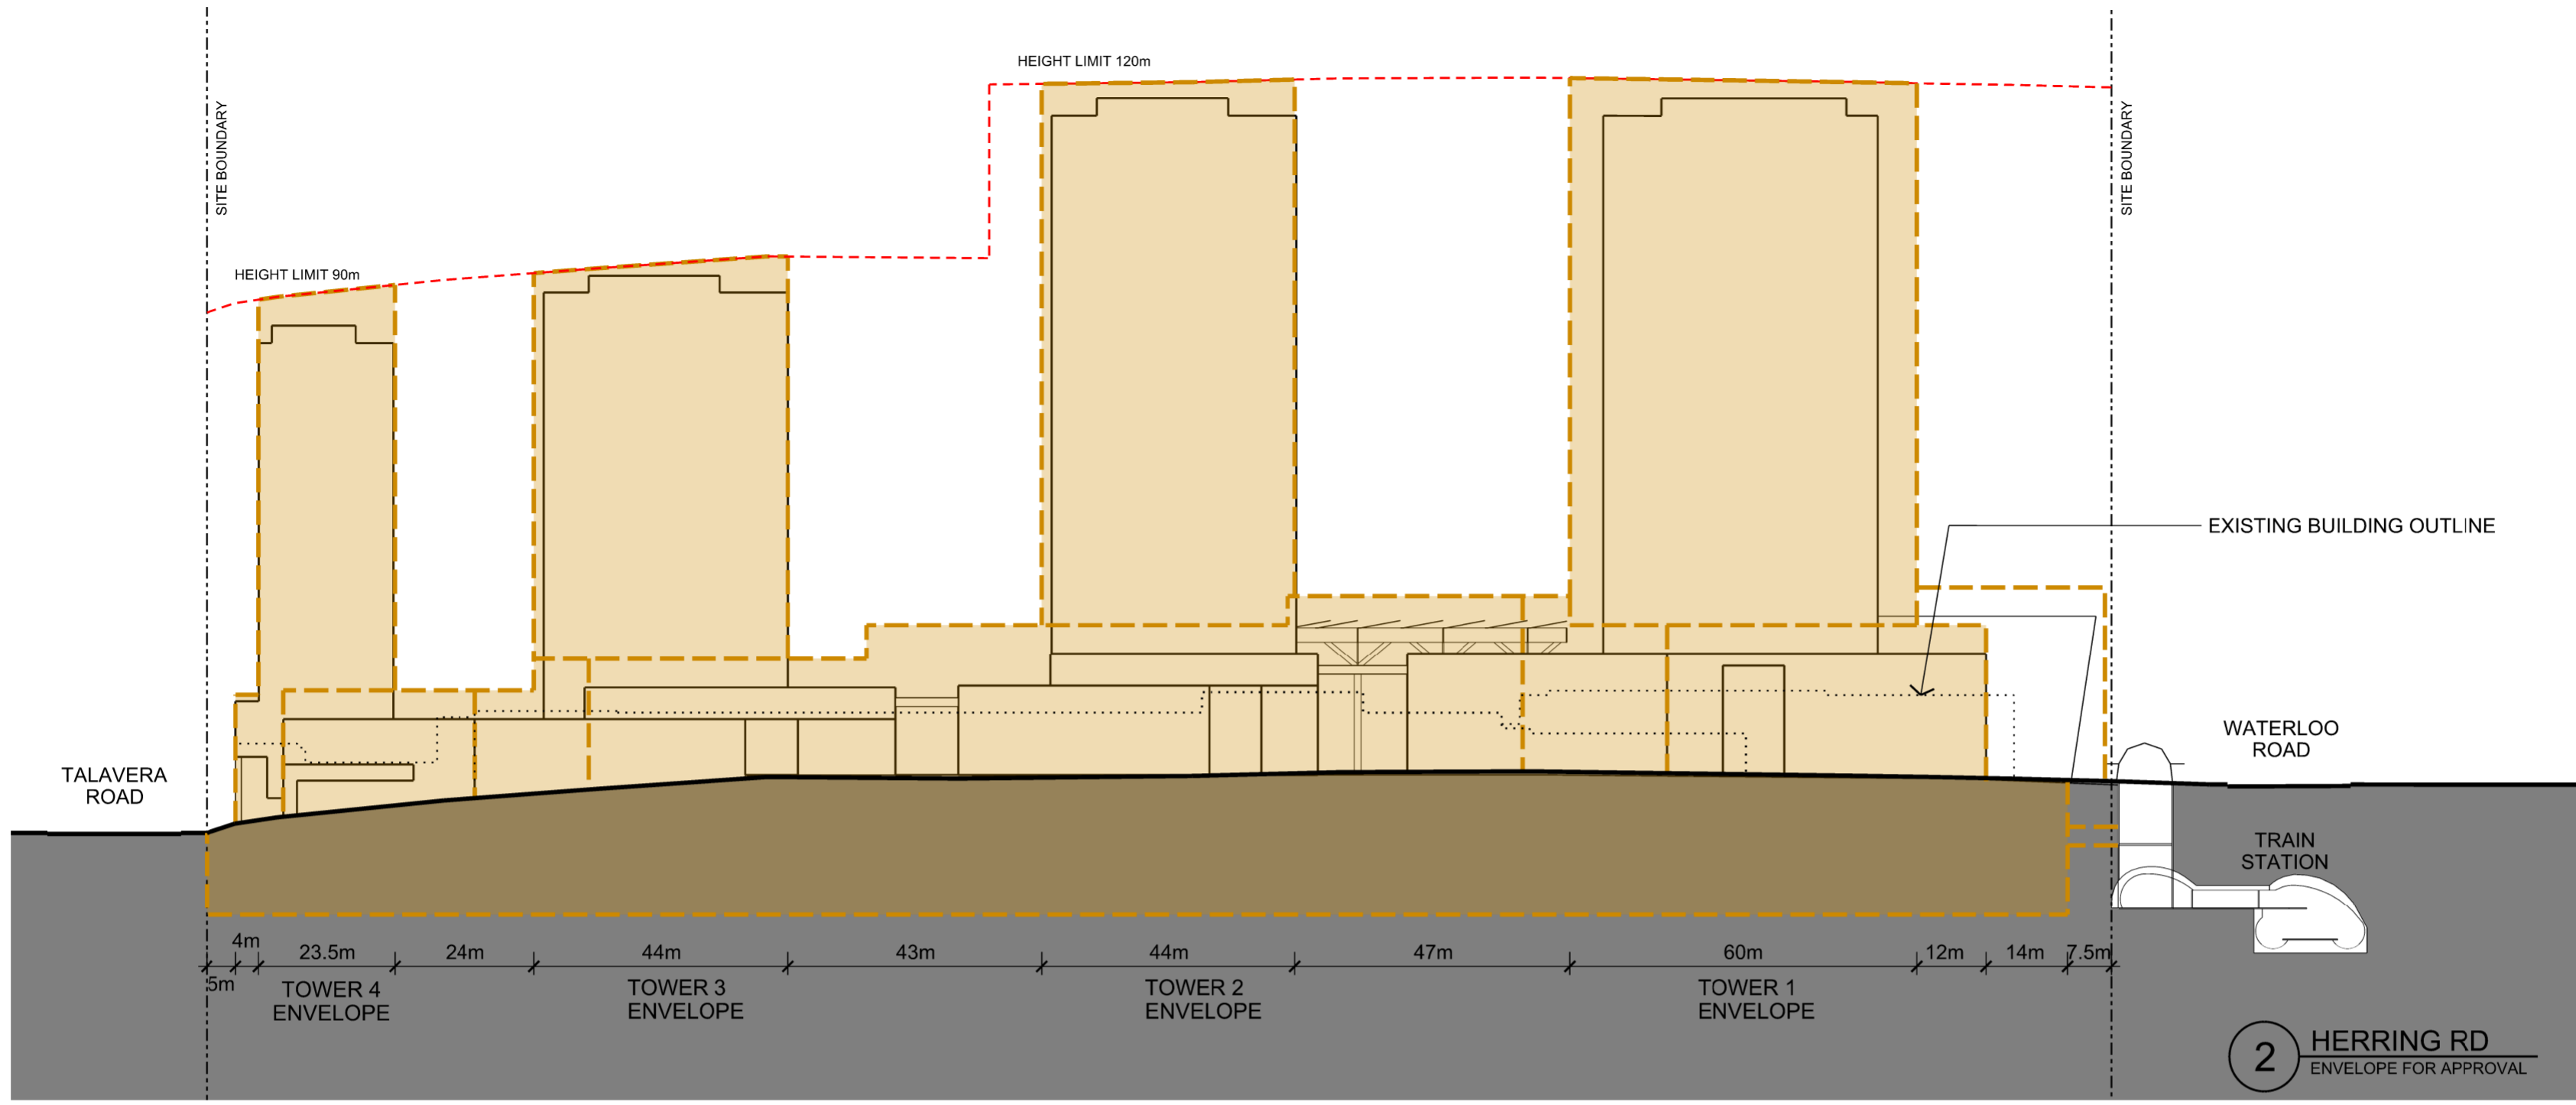 HEIGHT LIMIT 120m
SITE BOUNDARY
SITE BOUNDARY
HEIGHT LIMIT 90m
EXISTING BUILDING OUTLINE
TALAVERA
ROAD
WATERLOO
ROAD
TRAIN
STATION
5m
4m
23.5m
24m
44m
43m
44m
47m
60m
12m
14m
7.5m
TOWER 4
ENVELOPE
TOWER 3
ENVELOPE
TOWER 2
ENVELOPE
TOWER 1
ENVELOPE
2
HERRING RD
ENVELOPE FOR APPROVAL